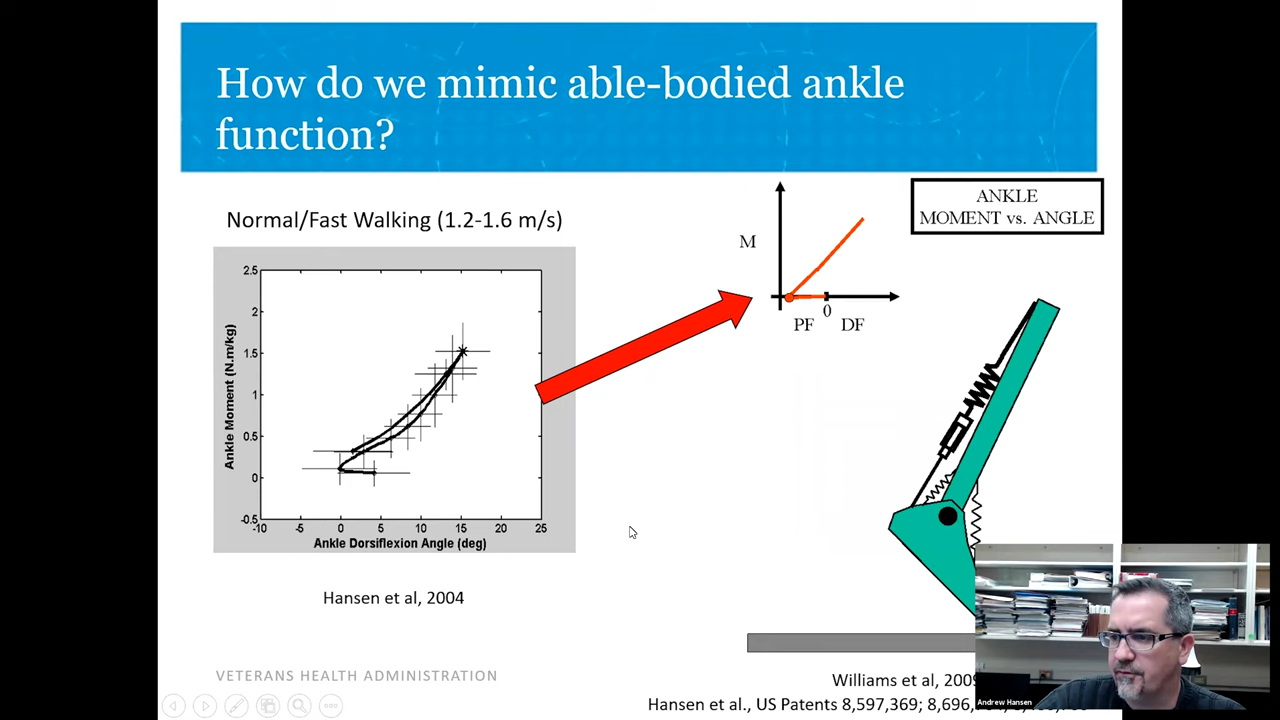 How do we mimic able-bodied ankle
function?
Normal/Fast Walking (1.2-1.6 m/s)
ANKLE
MOMENT vs. ANGLE
M
0
PF
DF
2.5
2
1.5
1
0.5
0
-0.5
-10
-5
0
5
10
15
20
25
Ankle Moment (N.m/kg)
Ankle Dorsiflexion Angle (deg)
Hansen et al, 2004
VETERANS HEALTH ADMINISTRATION
Williams et al, 2009
Hansen et al., US Patents 8,597,369;
Andrew Hansen